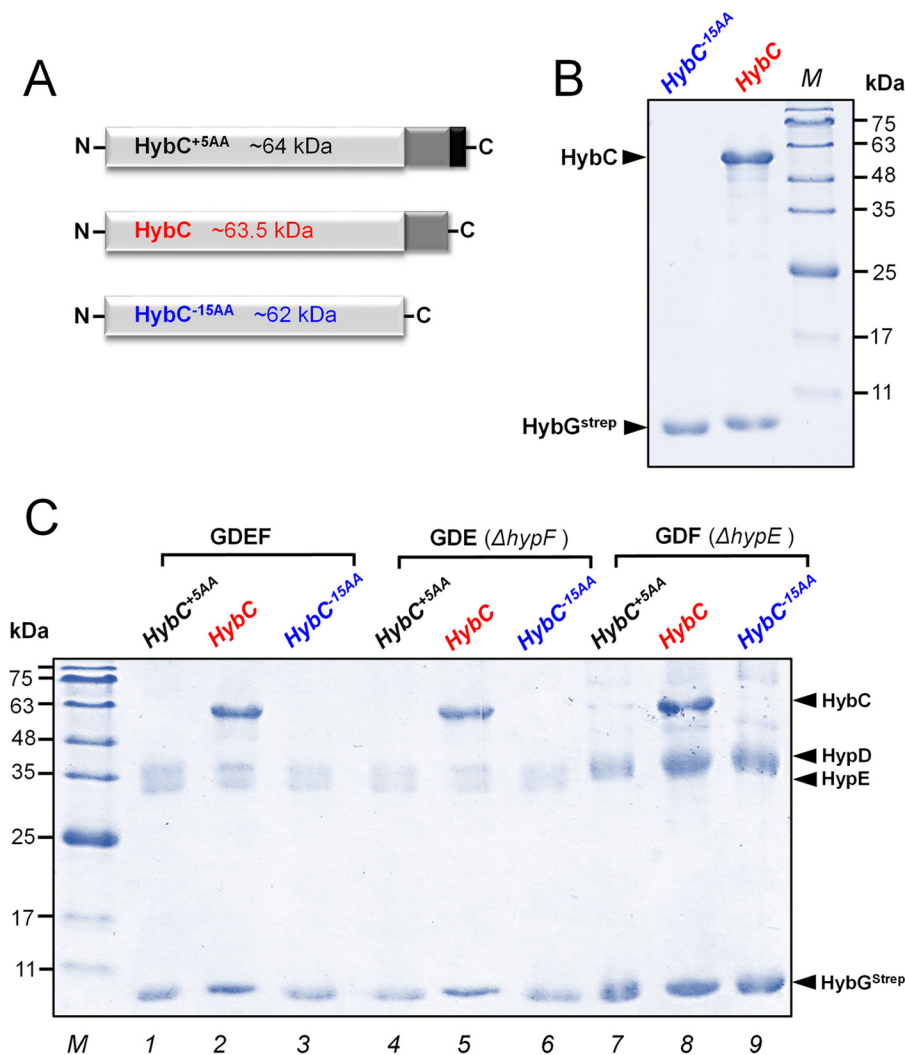 A
N HybC+5AA ~64 kDa C
N HybC ~63.5 kDa C
N HybC-15AA ~62 kDa C
B
HybC-15AA HybC M kDa
HybC
75
63
48
35
25
17
11
HybGstrep
C
GDEF GDE (ΔhypF ) GDF (ΔhypE )
HybC+5AA HybC HybC-15AA HybC+5AA HybC HybC-15AA HybC+5AA HybC HybC-15AA
kDa
75
63
48
35
25
17
11
HybC
HypD
HypE
HybGStrep
M 1 2 3 4 5 6 7 8 9